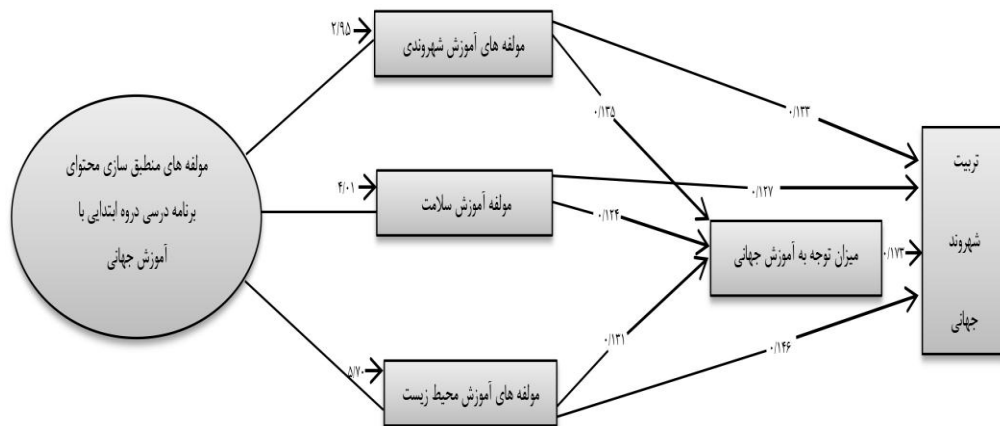 ۲/۹۵
مولفه های آموزش شهروندی
۰/۱۳۳
۰/۱۳۵
تربیت
شهروند
جهانی
مولفه های منطبق سازی محتوای
برنامه درسی دروه ابتدایی با
آموزش جهانی
۴/۰۱
مولفه آموزش سلامت
۰/۱۲۷
۰/۱۲۴
میزان توجه به آموزش جهانی
۰/۱۷۳
۰/۱۳۱
۰/۱۴۶
۵/۷۰
مولفه های آموزش محیط زیست